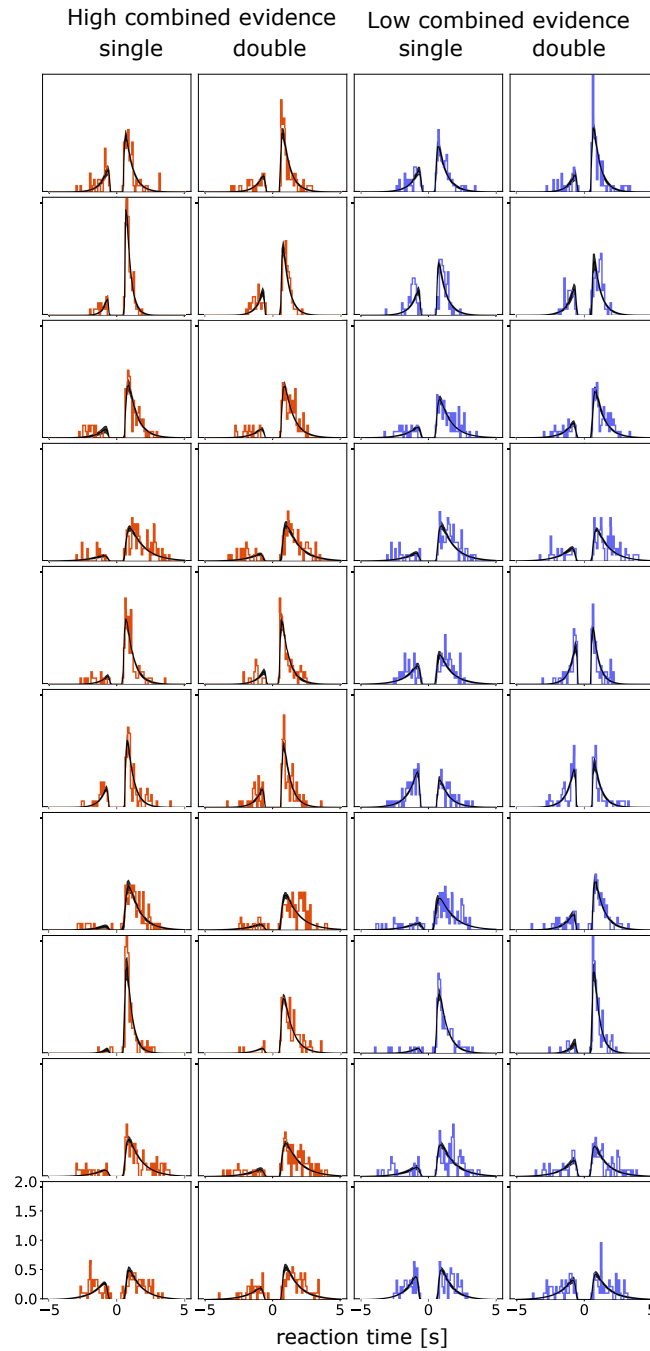 High combined evidence Low combined evidence
single double single double
2.0
1.5
1.0
0.5
0.0
−5 0 5 −5 0 5 −5 0 5 −5 0 5
reaction time [s]